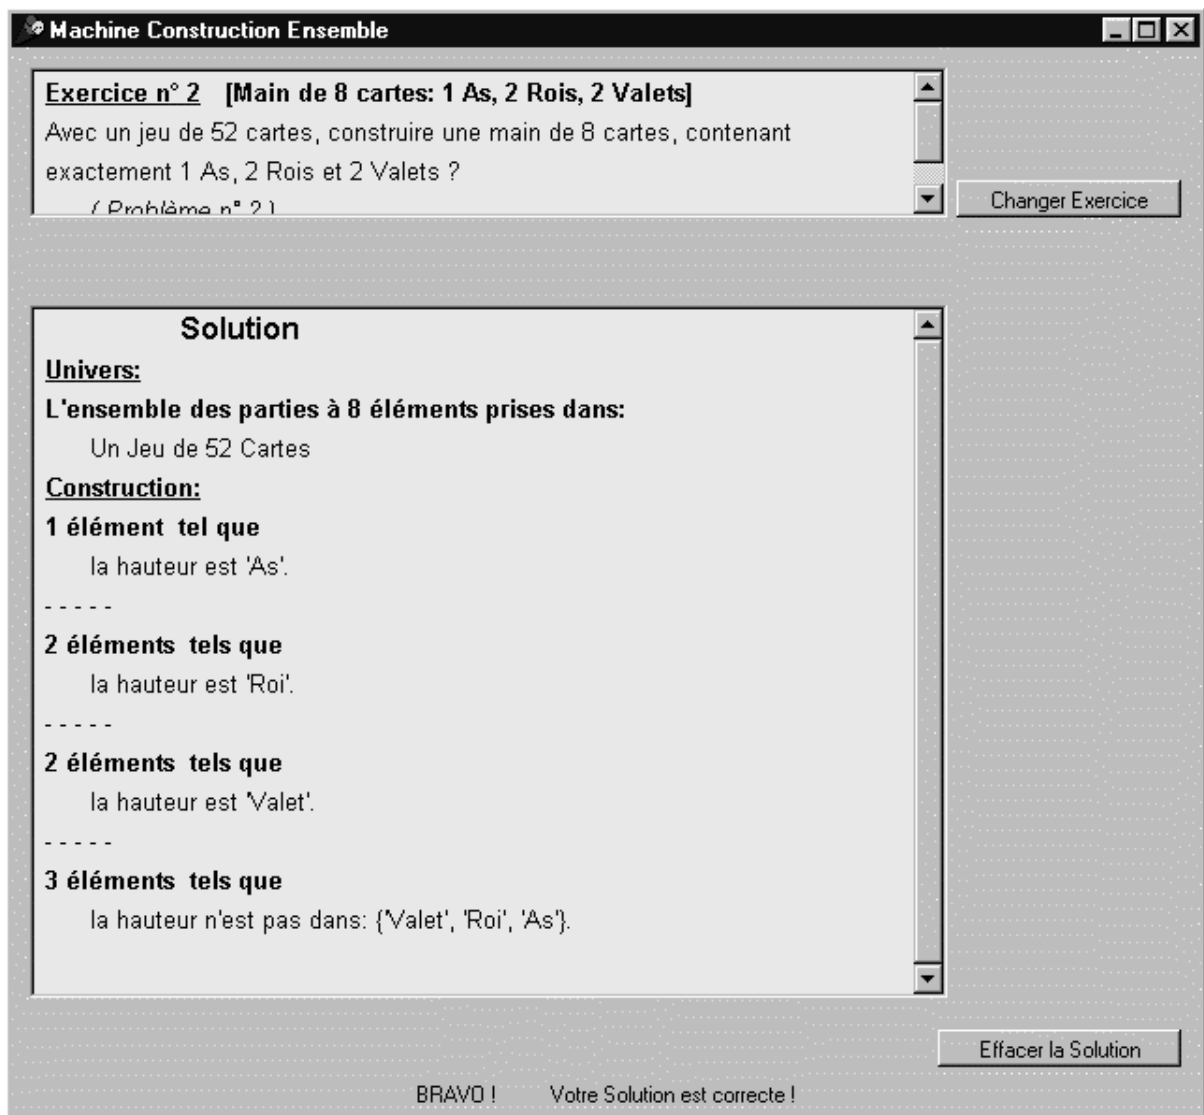 Machine Construction Ensemble
Exercice n° 2 [Main de 8 cartes: 1 As, 2 Rois, 2 Valets]
Avec un jeu de 52 cartes, construire une main de 8 cartes, contenant
exactement 1 As, 2 Rois et 2 Valets ?
( Problème n° 2 )
Changer Exercice
Solution
Univers:
L'ensemble des parties à 8 éléments prises dans:
Un Jeu de 52 Cartes
Construction:
1 élément tel que
la hauteur est 'As'.
- - - - -
2 éléments tels que
la hauteur est 'Roi'.
- - - - -
2 éléments tels que
la hauteur est 'Valet'.
- - - - -
3 éléments tels que
la hauteur n'est pas dans: {'Valet', 'Roi', 'As'}.
Effacer la Solution
BRAVO ! Votre Solution est correcte !